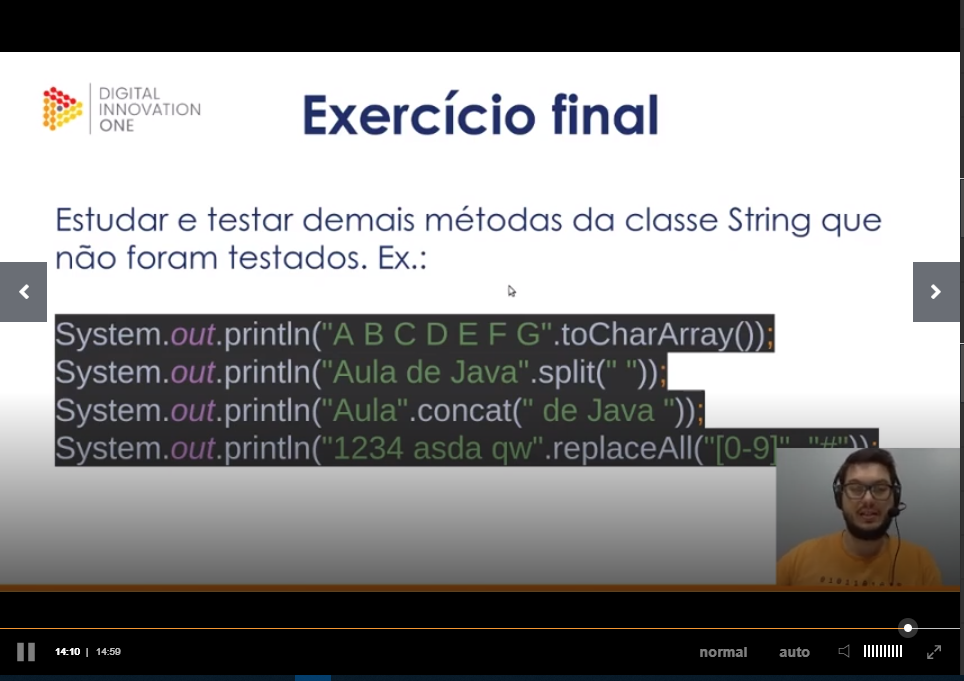 DIGITAL
INNOVATION
ONE
Exercício final
Estudar e testar demais métodas da classe String que
não foram testados. Ex.:
System.out.println("A B C D E F G".toCharArray());
System.out.println("Aula de Java".split(" "));
System.out.println("Aula".concat(" de Java "));
System.out.println("1234 asda qw".replaceAll("[0-9]", "#"));
14:10 | 14:59
normal
auto